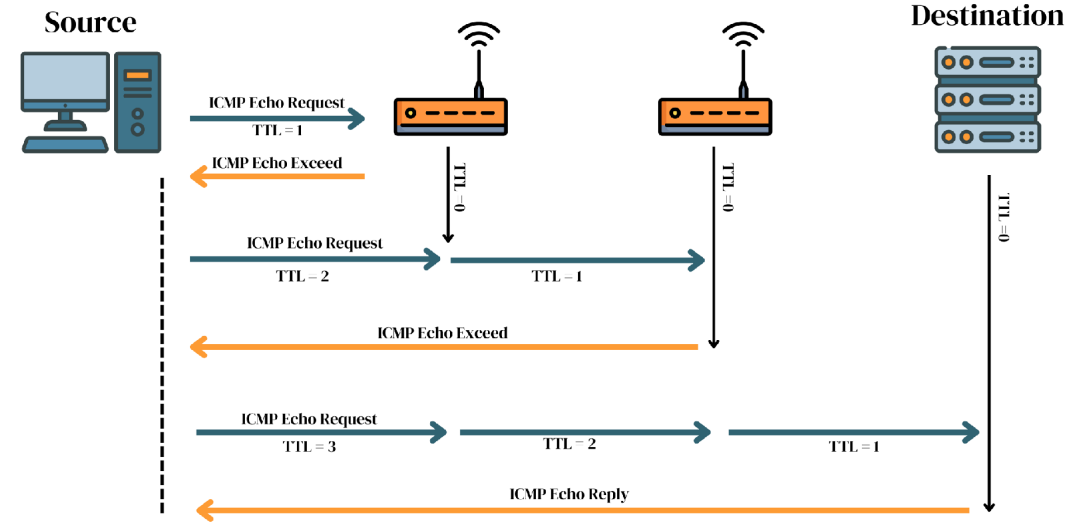 Source
Destination
ICMP Echo Request
TTL = 1
ICMP Echo Exceed
TTL = 0
TTL = 0
TTL = 0
ICMP Echo Request
TTL = 2
TTL = 1
ICMP Echo Exceed
ICMP Echo Request
TTL = 3
TTL = 2
TTL = 1
ICMP Echo Reply